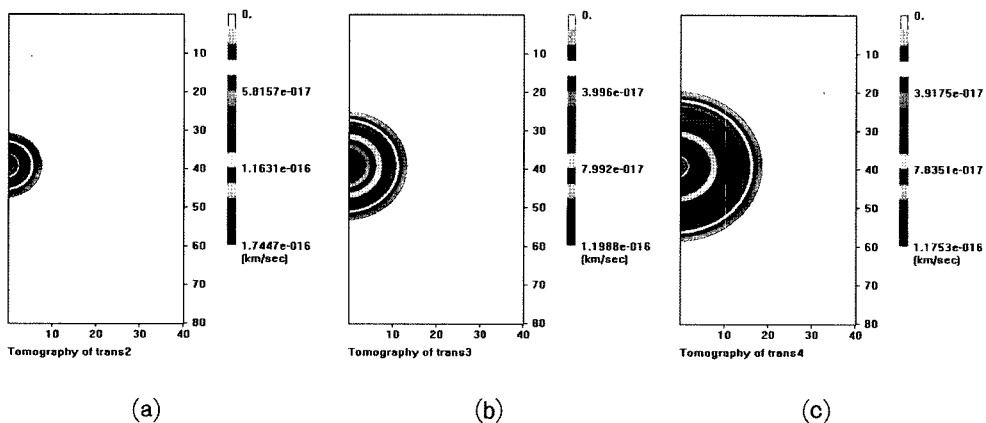 0.
10
20
5.8157e-017
30
40
1.1631e-016
50
60
1.7447e-016
(km/sec)
70
80
10 20 30 40
Tomography of trans2
(a)
0.
10
20
3.996e-017
30
40
7.992e-017
50
60
1.1988e-016
(km/sec)
70
80
10 20 30 40
Tomography of trans3
(b)
0.
10
20
3.9175e-017
30
40
7.8351e-017
50
60
1.1753e-016
(km/sec)
70
80
10 20 30 40
Tomography of trans4
(c)